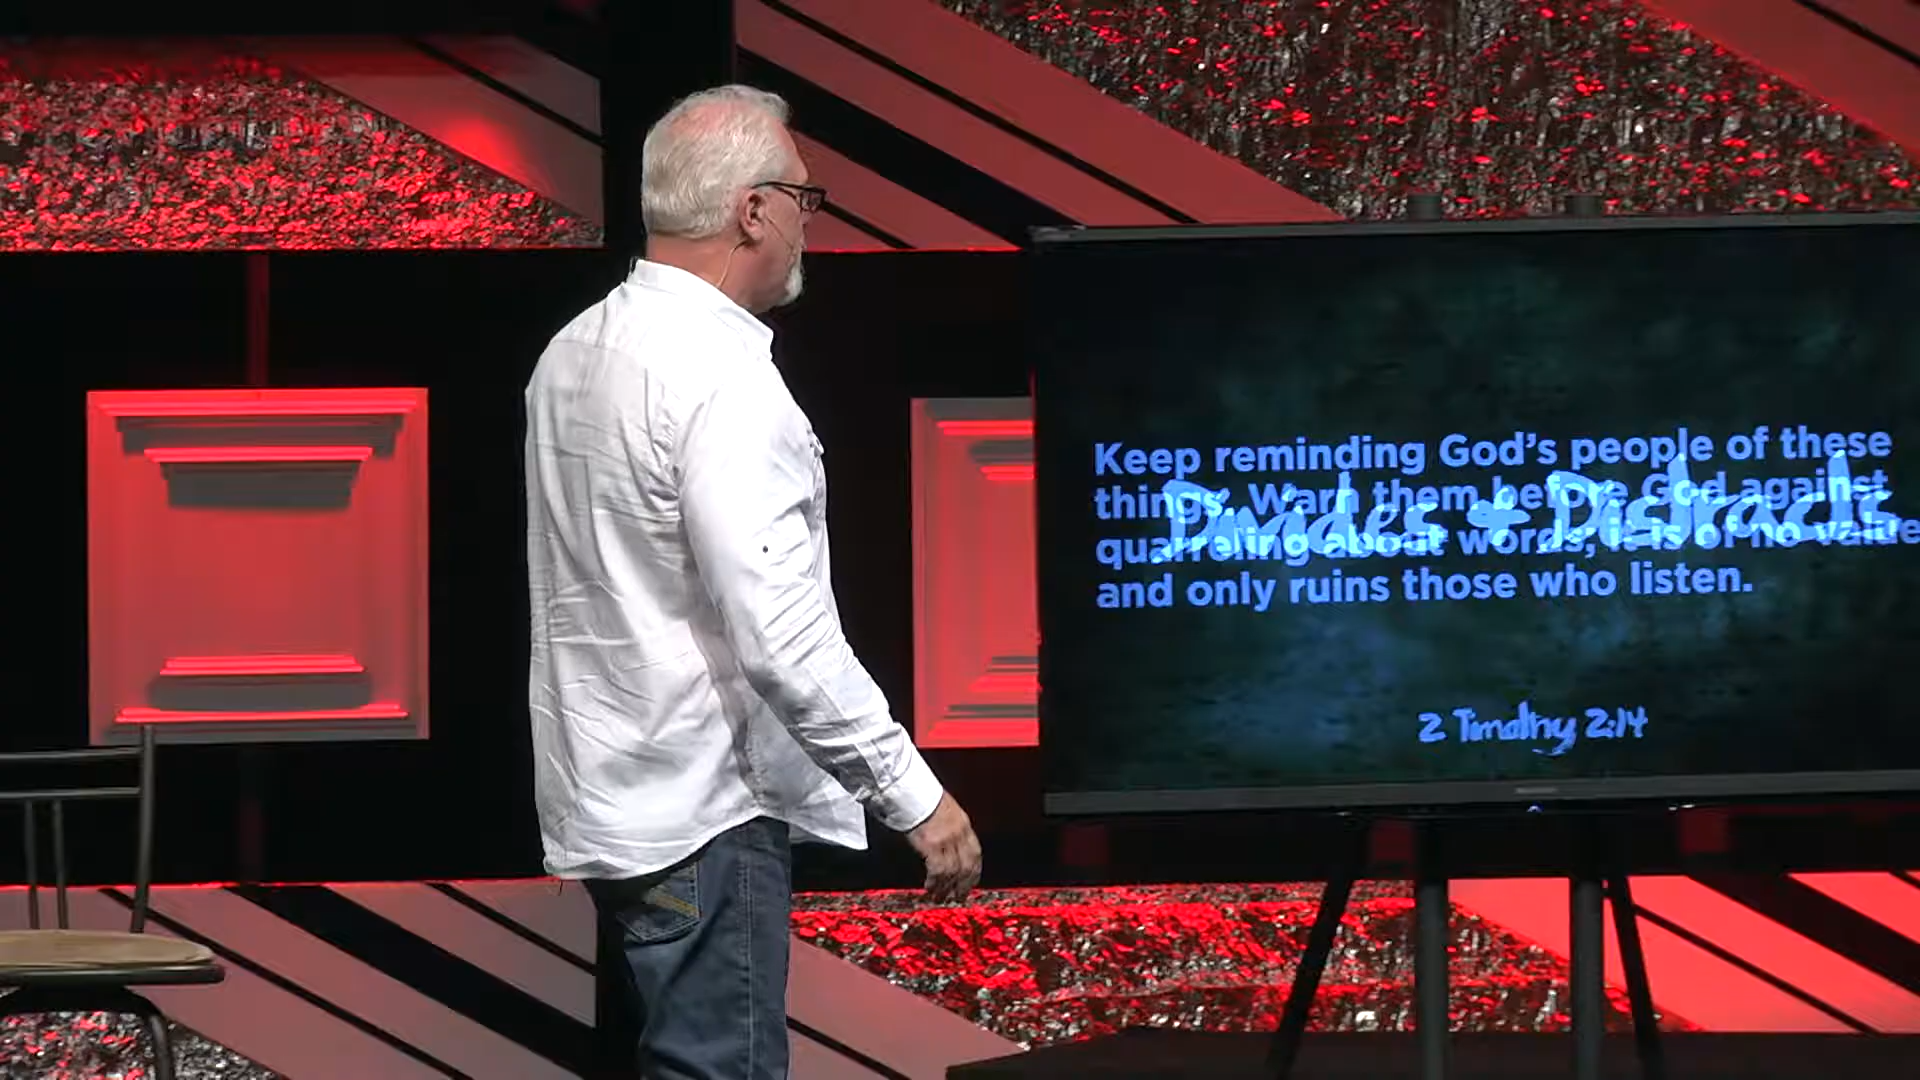 Keep reminding God's people of these
things. Warn them before God against
Divides + Distracts
quarreling about words; it is of no value
and only ruins those who listen.
2 Timothy 2:14